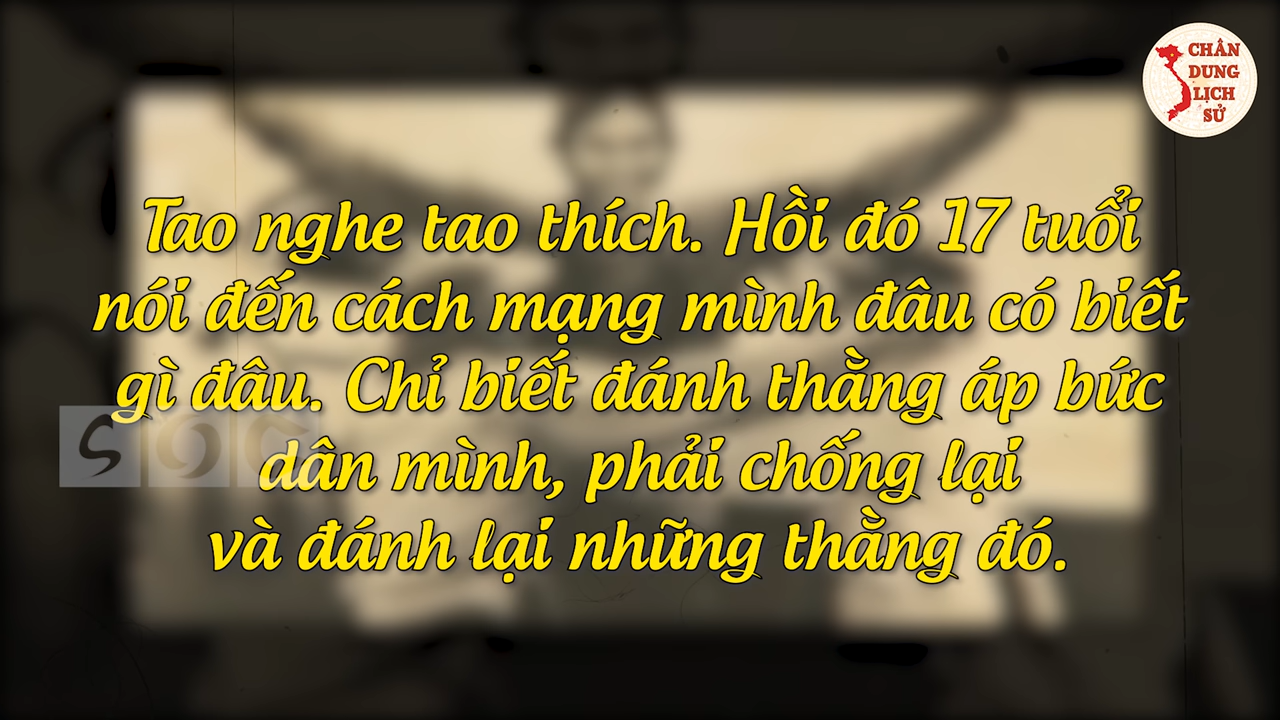 CHÂN
DUNG
LỊCH
SỬ
Tao nghe tao thích. Hồi đó 17 tuổi
nói đến cách mạng mình đâu có biết
gì đâu. Chỉ biết đánh thằng áp bức
dân mình, phải chống lại
và đánh lại những thằng đó.